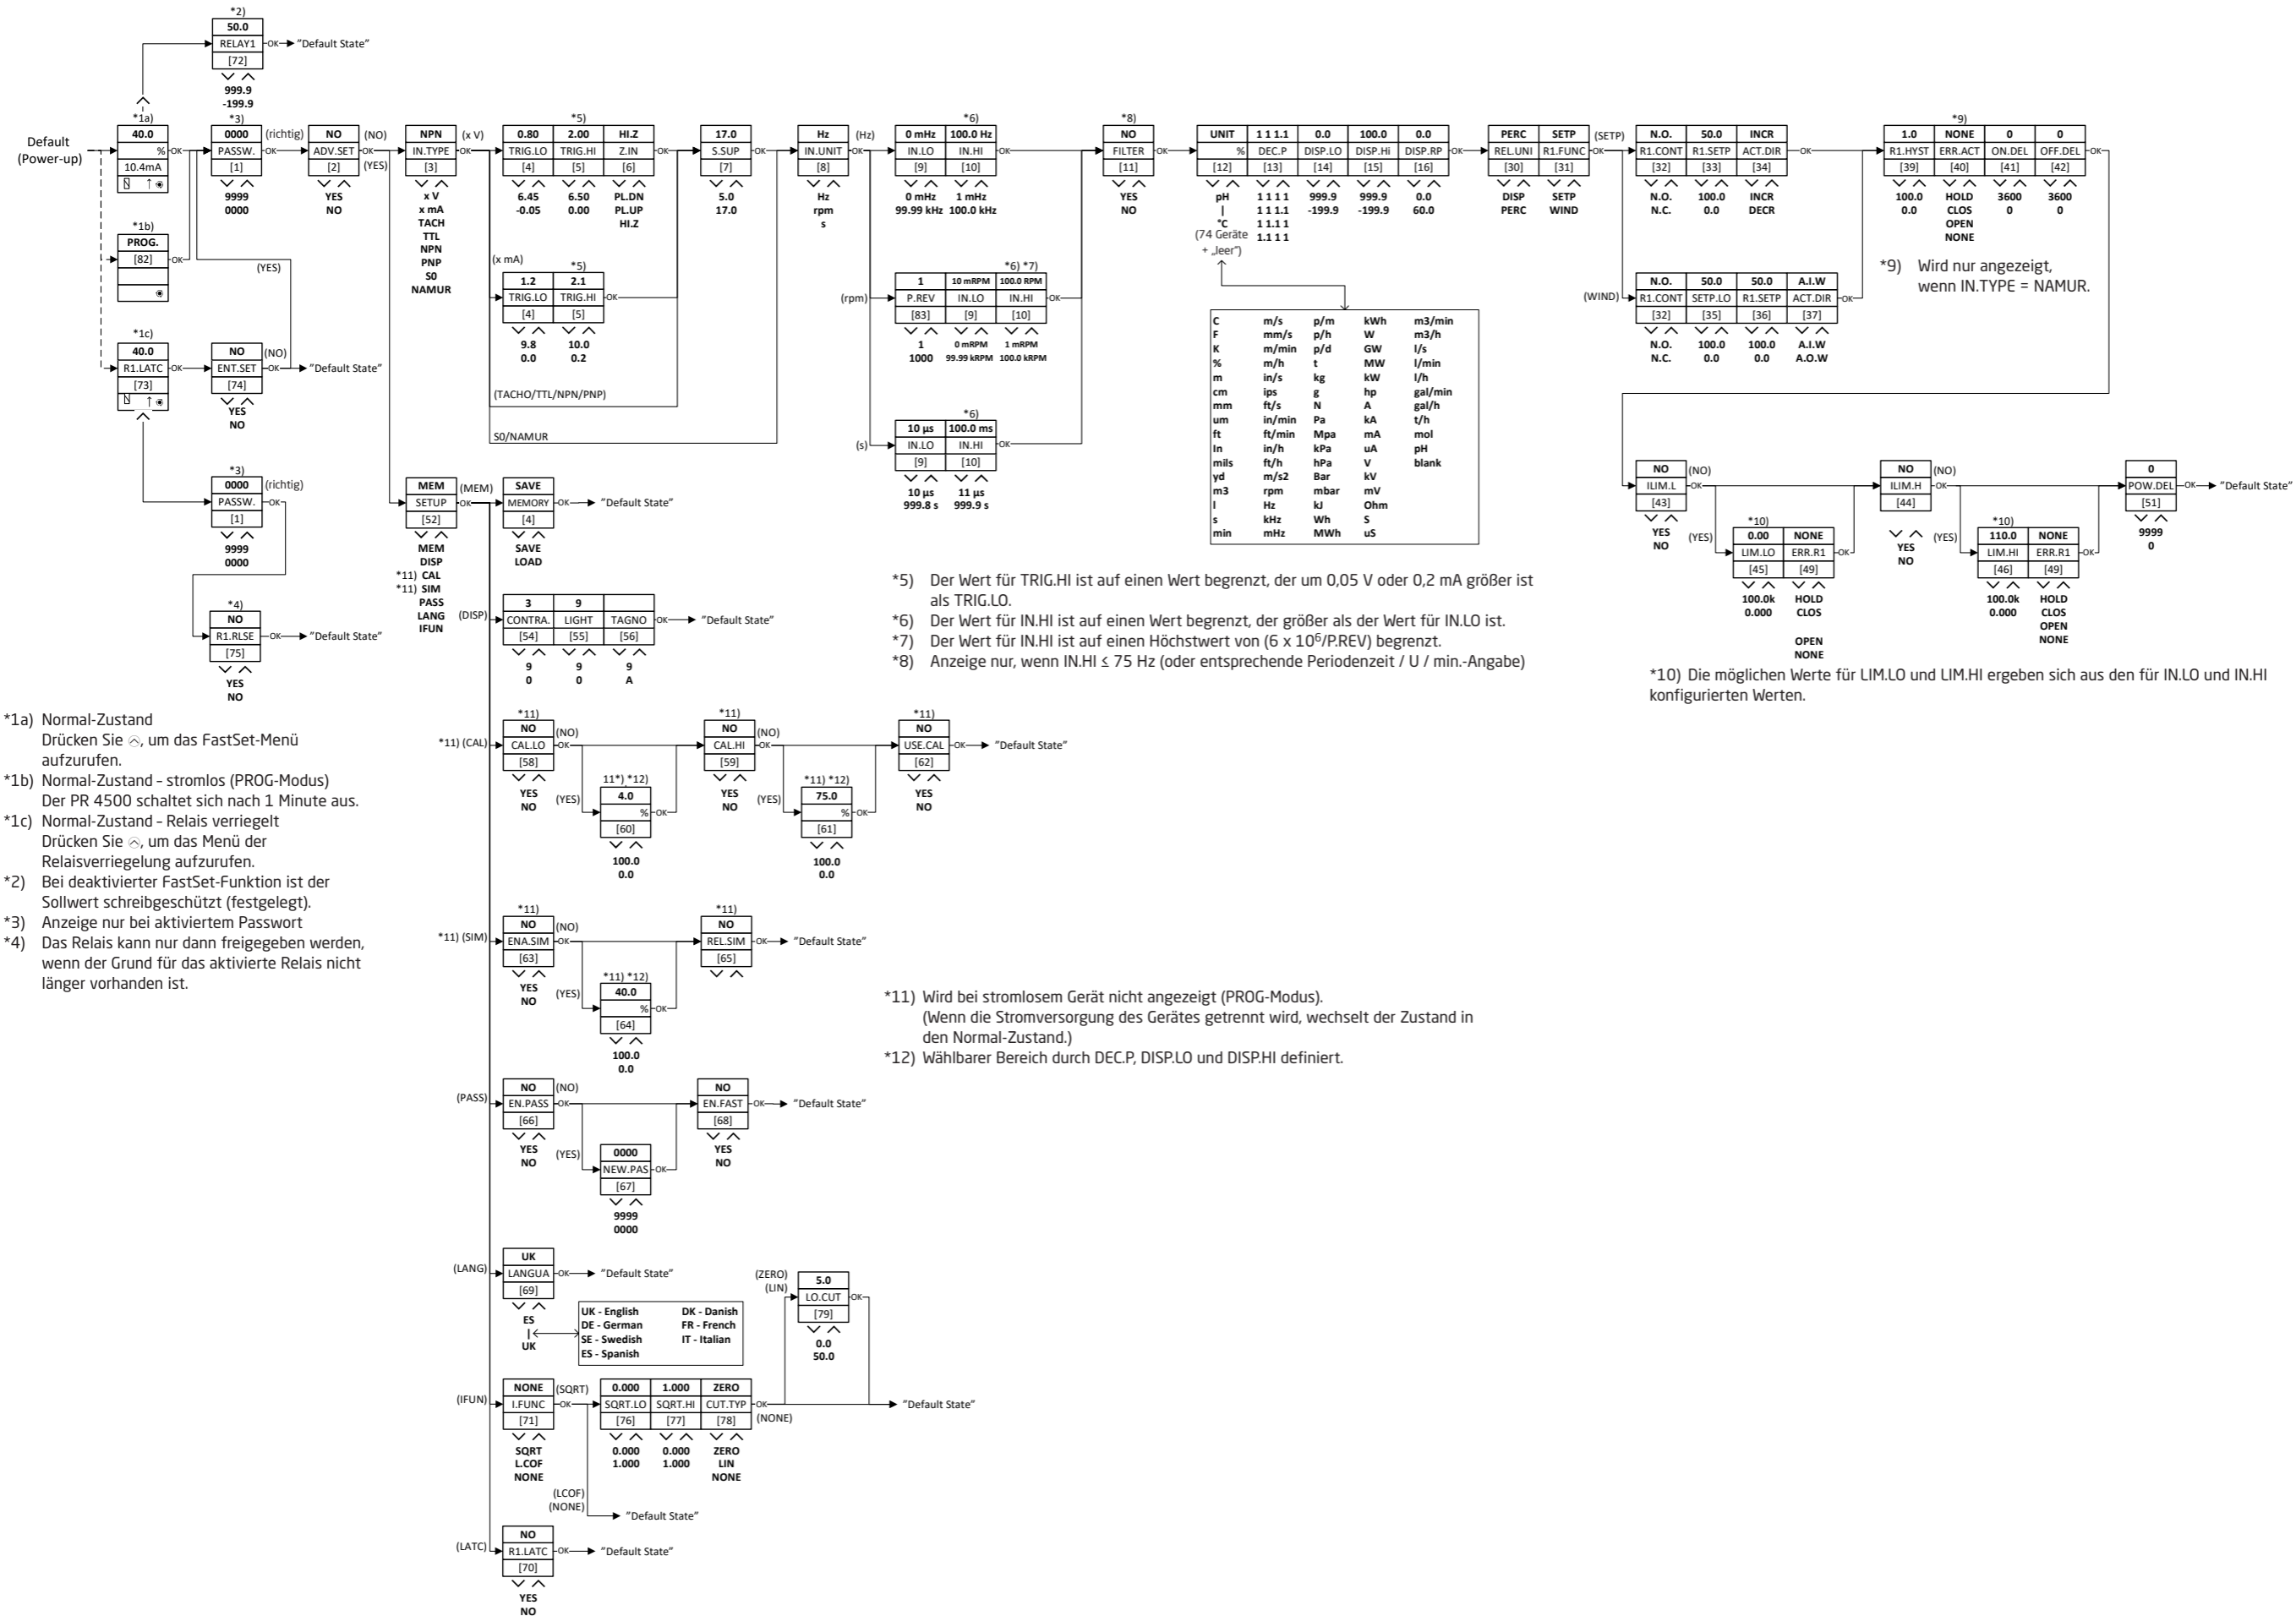 *2)
50.0
RELAY1 OK "Default State"
[72]
999.9
-199.9
Default
(Power-up)
*1a)
40.0
% OK
10.4mA
*3)
0000 (richtig)
PASSW. OK
[1]
9999
0000
NO (NO)
ADV.SET OK
[2] (YES)
YES
NO
NPN (x V)
IN.TYPE OK
[3]
x V
x mA
TACH
TTL
NPN
PNP
S0
NAMUR
*5)
0.80 2.00 HI.Z
TRIG.LO TRIG.HI Z.IN OK
[4] [5] [6]
6.45 6.50 PL.DN
-0.05 0.00 PL.UP
HI.Z
(x mA)
*5)
1.2 2.1
TRIG.LO TRIG.HI OK
[4] [5]
9.8 10.0
0.0 0.2
(TACHO/TTL/NPN/PNP)
S0/NAMUR
17.0
S.SUP OK
[7]
5.0
17.0
Hz (Hz)
IN.UNIT OK
[8]
Hz
rpm
s
*6)
0 mHz 100.0 Hz
IN.LO IN.HI OK
[9] [10]
0 mHz 1 mHz
99.99 kHz 100.0 kHz
*6) *7)
1 10 mRPM 100.0 RPM
(rpm) P.REV IN.LO IN.HI OK
[83] [9] [10]
1 0 mRPM 1 mRPM
1000 99.99 kRPM 100.0 kRPM
*6)
10 µs 100.0 ms
(s) IN.LO IN.HI OK
[9] [10]
10 µs 11 µs
999.8 s 999.9 s
*8)
NO
FILTER OK
[11]
YES
NO
UNIT 1 1 1.1 0.0 100.0 0.0
% DEC.P DISP.LO DISP.Hi DISP.RP OK
[12] [13] [14] [15] [16]
pH 1 1 1 1 999.9 999.9 0.0
| 1 1 1.1 -199.9 -199.9 60.0
°C 1 1.1 1
(74 Geräte 1.1 1 1
+ „leer")
C m/s p/m kWh m3/min
F mm/s p/h W m3/h
K m/min p/d GW l/s
% m/h t MW l/min
m in/s kg kW l/h
cm ips g hp gal/min
mm ft/s N A gal/h
um in/min Pa kA t/h
ft ft/min Mpa mA mol
In in/h kPa uA pH
mils ft/h hPa V blank
yd m/s2 Bar kV
m3 rpm mbar mV
l Hz kJ Ohm
s kHz Wh S
min mHz MWh uS
PERC SETP (SETP)
REL.UNI R1.FUNC OK
[30] [31]
DISP SETP
PERC WIND
N.O. 50.0 INCR
R1.CONT R1.SETP ACT.DIR OK
[32] [33] [34]
N.O. 100.0 INCR
N.C. 0.0 DECR
N.O. 50.0 50.0 A.I.W
(WIND) R1.CONT SETP.LO R1.SETP ACT.DIR OK
[32] [35] [36] [37]
N.O. 100.0 100.0 A.I.W
N.C. 0.0 0.0 A.O.W
*9)
1.0 NONE 0 0
R1.HYST ERR.ACT ON.DEL OFF.DEL OK
[39] [40] [41] [42]
100.0 HOLD 3600 3600
0.0 CLOS 0 0
OPEN
NONE
*9) Wird nur angezeigt,
wenn IN.TYPE = NAMUR.
NO (NO)
ILIM.L OK
[43]
YES (YES)
NO
*10)
0.00 NONE
LIM.LO ERR.R1 OK
[45] [49]
100.0k HOLD
0.000 CLOS
OPEN
NONE
NO (NO)
ILIM.H OK
[44]
YES (YES)
NO
*10)
110.0 NONE
LIM.HI ERR.R1 OK
[46] [49]
100.0k HOLD
0.000 CLOS
OPEN
NONE
0
POW.DEL OK "Default State"
[51]
9999
0
*10) Die möglichen Werte für LIM.LO und LIM.HI ergeben sich aus den für IN.LO und IN.HI
konfigurierten Werten.
*1b)
PROG.
[82] OK
(YES)
*1c)
40.0
R1.LATC OK
[73]
NO (NO)
ENT.SET OK "Default State"
[74]
YES
NO
*3)
0000 (richtig)
PASSW. OK
[1]
9999
0000
*4)
NO
R1.RLSE OK "Default State"
[75]
YES
NO
MEM (MEM)
SETUP OK
[52]
MEM
DISP
*11) CAL
*11) SIM
PASS
LANG
IFUN
SAVE
MEMORY OK "Default State"
[4]
SAVE
LOAD
3 9
(DISP) CONTRA. LIGHT TAGNO OK "Default State"
[54] [55] [56]
9 9 9
0 0 A
*5) Der Wert für TRIG.HI ist auf einen Wert begrenzt, der um 0,05 V oder 0,2 mA größer ist
als TRIG.LO.
*6) Der Wert für IN.HI ist auf einen Wert begrenzt, der größer als der Wert für IN.LO ist.
*7) Der Wert für IN.HI ist auf einen Höchstwert von (6 x 10⁶/P.REV) begrenzt.
*8) Anzeige nur, wenn IN.HI ≤ 75 Hz (oder entsprechende Periodenzeit / U / min.-Angabe)
*1a) Normal-Zustand
Drücken Sie , um das FastSet-Menü
aufzurufen.
*1b) Normal-Zustand – stromlos (PROG-Modus)
Der PR 4500 schaltet sich nach 1 Minute aus.
*1c) Normal-Zustand – Relais verriegelt
Drücken Sie , um das Menü der
Relaisverriegelung aufzurufen.
*2) Bei deaktivierter FastSet-Funktion ist der
Sollwert schreibgeschützt (festgelegt).
*3) Anzeige nur bei aktiviertem Passwort
*4) Das Relais kann nur dann freigegeben werden,
wenn der Grund für das aktivierte Relais nicht
länger vorhanden ist.
*11)
NO (NO)
*11) (CAL) CAL.LO OK
[58]
YES (YES)
NO
11*) *12)
4.0
% OK
[60]
100.0
0.0
*11)
NO (NO)
CAL.HI OK
[59]
YES (YES)
NO
*11) *12)
75.0
% OK
[61]
100.0
0.0
*11)
NO
USE.CAL OK "Default State"
[62]
YES
NO
*11)
NO (NO)
*11) (SIM) ENA.SIM OK
[63]
YES (YES)
NO
*11) *12)
40.0
% OK
[64]
100.0
0.0
*11)
NO
REL.SIM OK "Default State"
[65]
*11) Wird bei stromlosem Gerät nicht angezeigt (PROG-Modus).
(Wenn die Stromversorgung des Gerätes getrennt wird, wechselt der Zustand in
den Normal-Zustand.)
*12) Wählbarer Bereich durch DEC.P, DISP.LO und DISP.HI definiert.
NO (NO)
(PASS) EN.PASS OK
[66]
YES (YES)
NO
0000
NEW.PAS OK
[67]
9999
0000
NO
EN.FAST OK "Default State"
[68]
YES
NO
UK
(LANG) LANGUA OK "Default State"
[69]
ES
|
UK
UK - English DK - Danish
DE - German FR - French
SE - Swedish IT - Italian
ES - Spanish
(ZERO)
(LIN)
5.0
LO.CUT OK
[79]
0.0
50.0
NONE (SQRT)
(IFUN) I.FUNC OK
[71]
SQRT
L.COF
NONE
0.000 1.000 ZERO
SQRT.LO SQRT.HI CUT.TYP OK "Default State"
[76] [77] [78] (NONE)
0.000 0.000 ZERO
1.000 1.000 LIN
NONE
(LCOF)
(NONE)
"Default State"
NO
(LATC) R1.LATC OK "Default State"
[70]
YES
NO